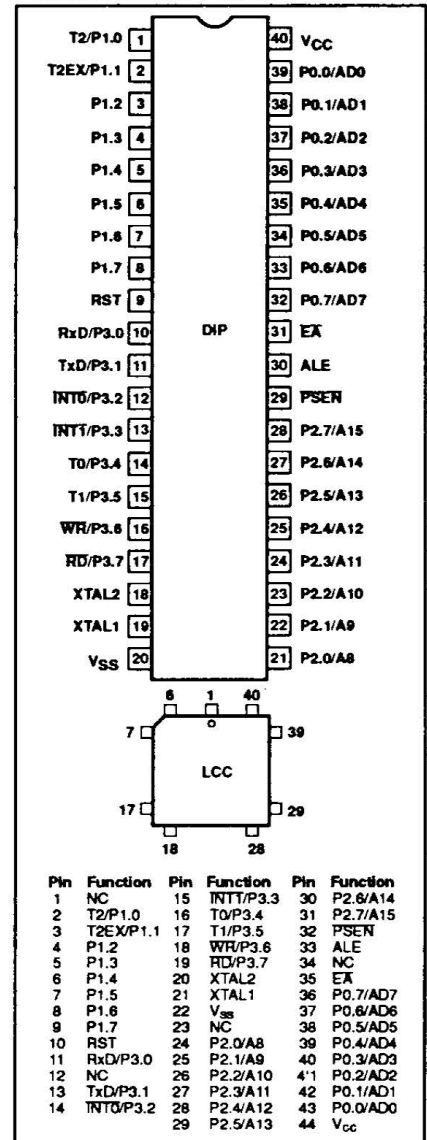 T2/P1.0 1 40 VCC
T2EX/P1.1 2 39 P0.0/AD0
P1.2 3 38 P0.1/AD1
P1.3 4 37 P0.2/AD2
P1.4 5 36 P0.3/AD3
P1.5 6 35 P0.4/AD4
P1.6 7 34 P0.5/AD5
P1.7 8 33 P0.6/AD6
RST 9 32 P0.7/AD7
RxD/P3.0 10 DIP 31 EA
TxD/P3.1 11 30 ALE
INT0/P3.2 12 29 PSEN
INT1/P3.3 13 28 P2.7/A15
T0/P3.4 14 27 P2.6/A14
T1/P3.5 15 26 P2.5/A13
WR/P3.6 16 25 P2.4/A12
RD/P3.7 17 24 P2.3/A11
XTAL2 18 23 P2.2/A10
XTAL1 19 22 P2.1/A9
VSS 20 21 P2.0/A8
6 1 40
7 39
LCC
17 29
18 28
Pin Function Pin Function Pin Function
1 NC 15 INT1/P3.3 30 P2.6/A14
2 T2/P1.0 16 T0/P3.4 31 P2.7/A15
3 T2EX/P1.1 17 T1/P3.5 32 PSEN
4 P1.2 18 WR/P3.6 33 ALE
5 P1.3 19 RD/P3.7 34 NC
6 P1.4 20 XTAL2 35 EA
7 P1.5 21 XTAL1 36 P0.7/AD7
8 P1.6 22 Vss 37 P0.6/AD6
9 P1.7 23 NC 38 P0.5/AD5
10 RST 24 P2.0/A8 39 P0.4/AD4
11 RxD/P3.0 25 P2.1/A9 40 P0.3/AD3
12 NC 26 P2.2/A10 4'1 P0.2/AD2
13 TxD/P3.1 27 P2.3/A11 42 P0.1/AD1
14 INT0/P3.2 28 P2.4/A12 43 P0.0/AD0
29 P2.5/A13 44 Vcc